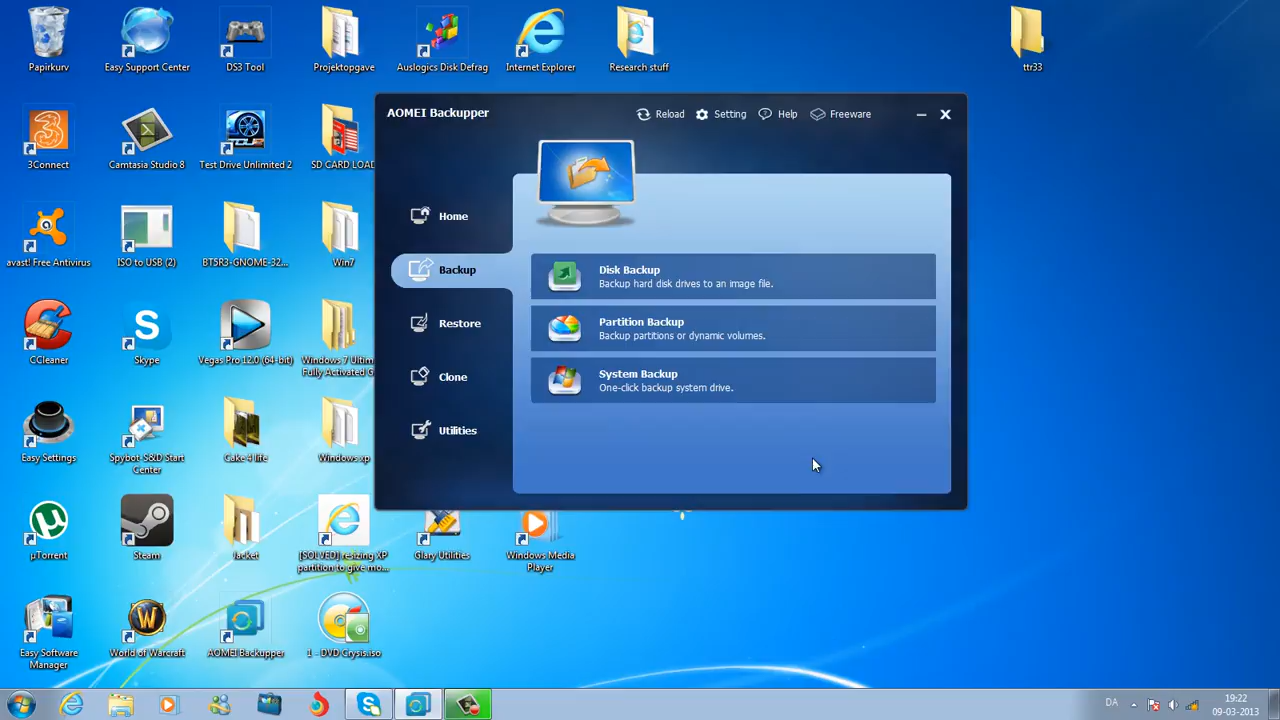 Papirkurv
Easy Support Center
DS3 Tool
Projektopgave
Auslogics Disk Defrag
Internet Explorer
Research stuff
ttr33
AOMEI Backupper
Reload
Setting
Help
Freeware
3Connect
Camtasia Studio 8
Test Drive Unlimited 2
SD CARD LOAD
Home
avast! Free Antivirus
ISO to USB (2)
BT5R3-GNOME-32...
Win7
Backup
Disk Backup
Backup hard disk drives to an image file.
Restore
Partition Backup
Backup partitions or dynamic volumes.
CCleaner
Skype
Vegas Pro 12.0 (64-bit)
Windows 7 Ultim
Fully Activated G
Clone
System Backup
One-click backup system drive.
Utilities
Easy Settings
Spybot-S&D Start
Center
Cake 4 life
Windows xp
µTorrent
Steam
Jacket
[SOLVED] resizing XP
partition to give mo...
Glary Utilities
Windows Media
Player
Easy Software
Manager
World of Warcraft
AOMEI Backupper
1 - DVD Crysis.iso
DA
19:22
09-03-2013